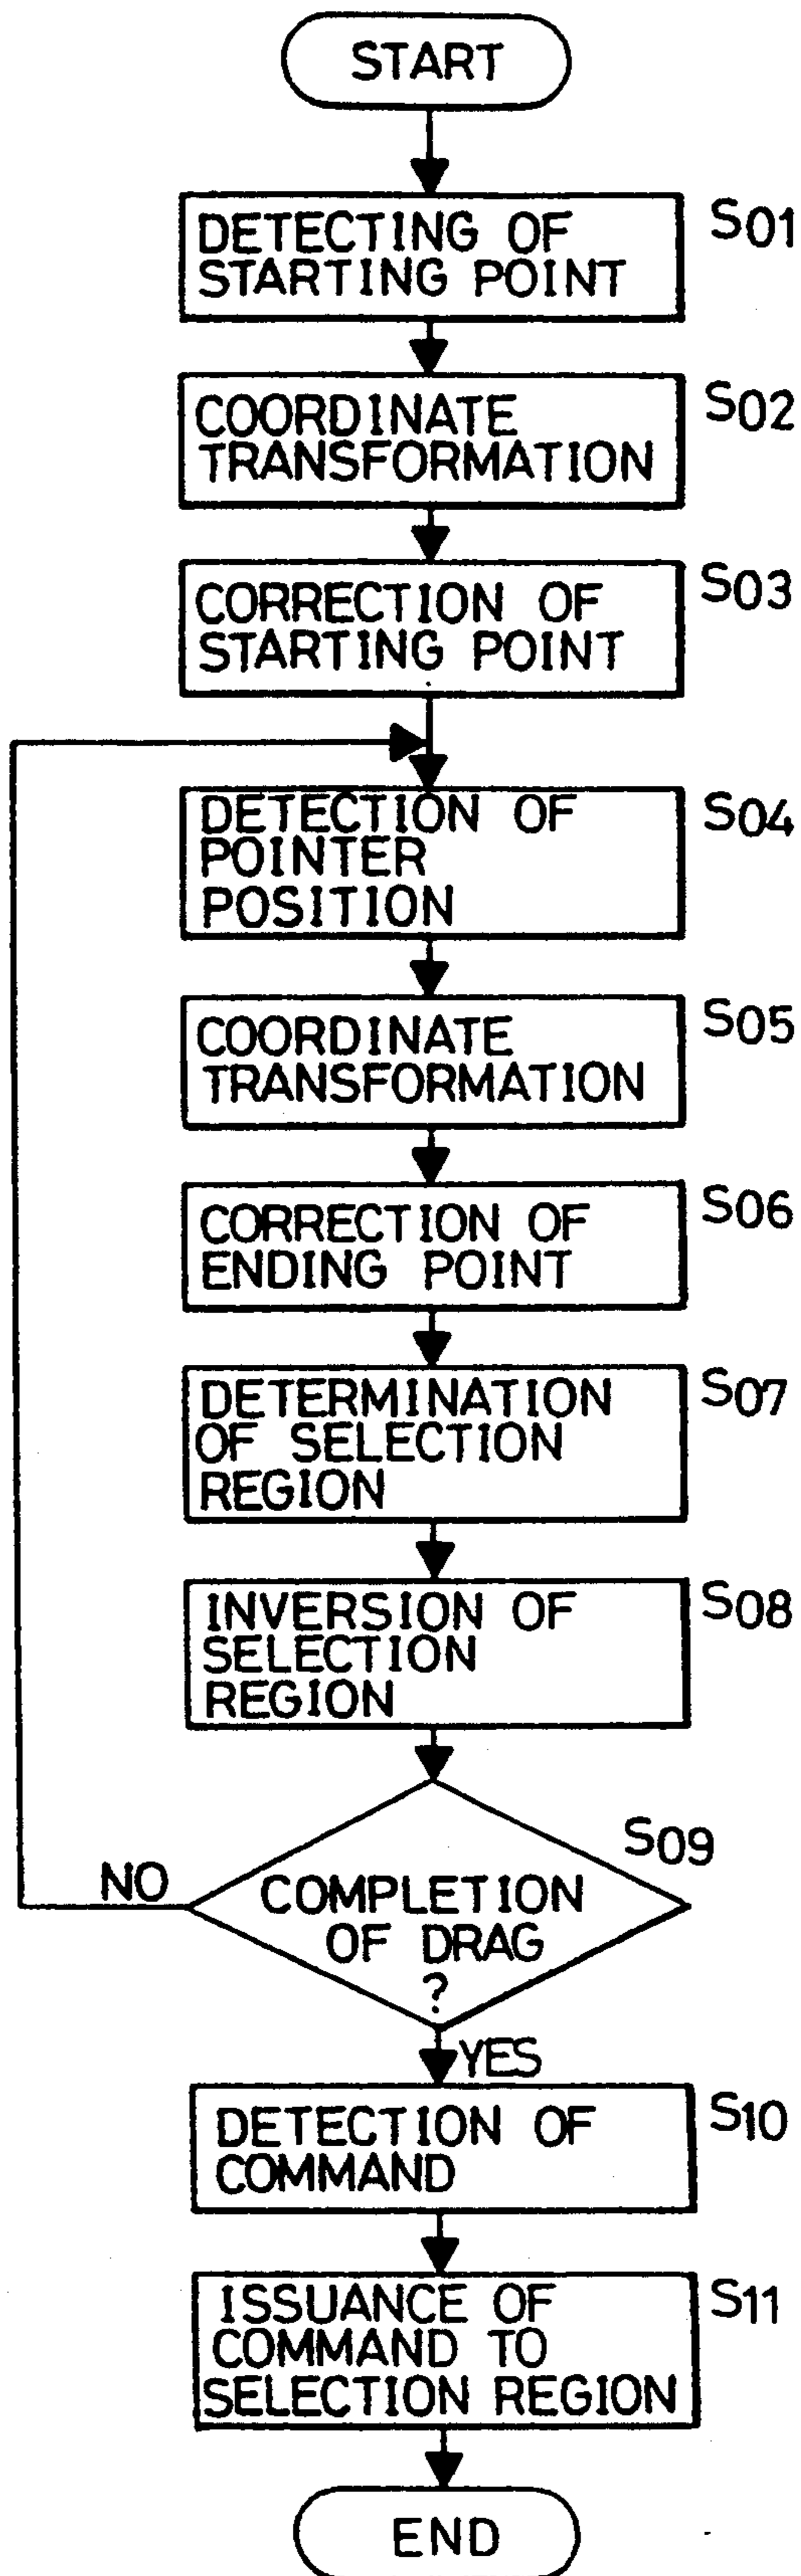 START
DETECTING OF
STARTING POINT
S01
COORDINATE
TRANSFORMATION
S02
CORRECTION OF
STARTING POINT
S03
DETECTION OF
POINTER
POSITION
S04
COORDINATE
TRANSFORMATION
S05
CORRECTION OF
ENDING POINT
S06
DETERMINATION
OF SELECTION
REGION
S07
INVERSION OF
SELECTION
REGION
S08
S09
NO
COMPLETION
OF DRAG
?
YES
DETECTION OF
COMMAND
S10
ISSUANCE OF
COMMAND TO
SELECTION REGION
S11
END